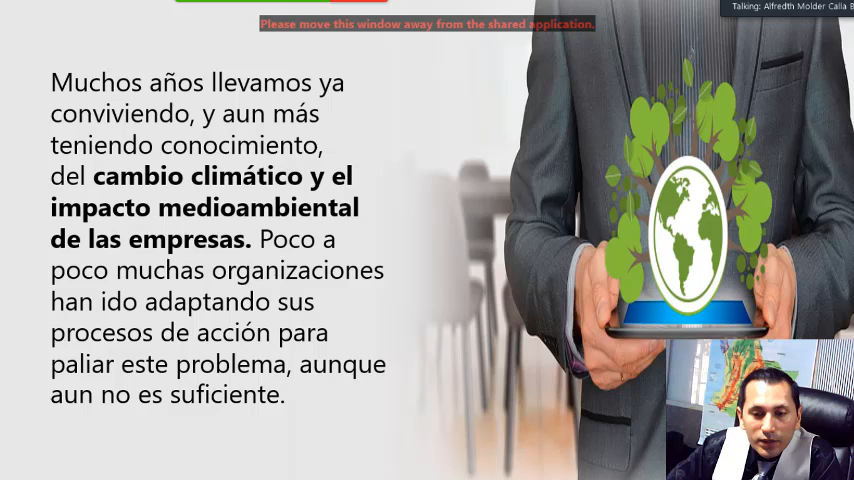 Talking: Alfredth Molder Calla B
Please move this window away from the shared application.
Muchos años llevamos ya
conviviendo, y aun más
teniendo conocimiento,
del cambio climático y el
impacto medioambiental
de las empresas. Poco a
poco muchas organizaciones
han ido adaptando sus
procesos de acción para
paliar este problema, aunque
aun no es suficiente.